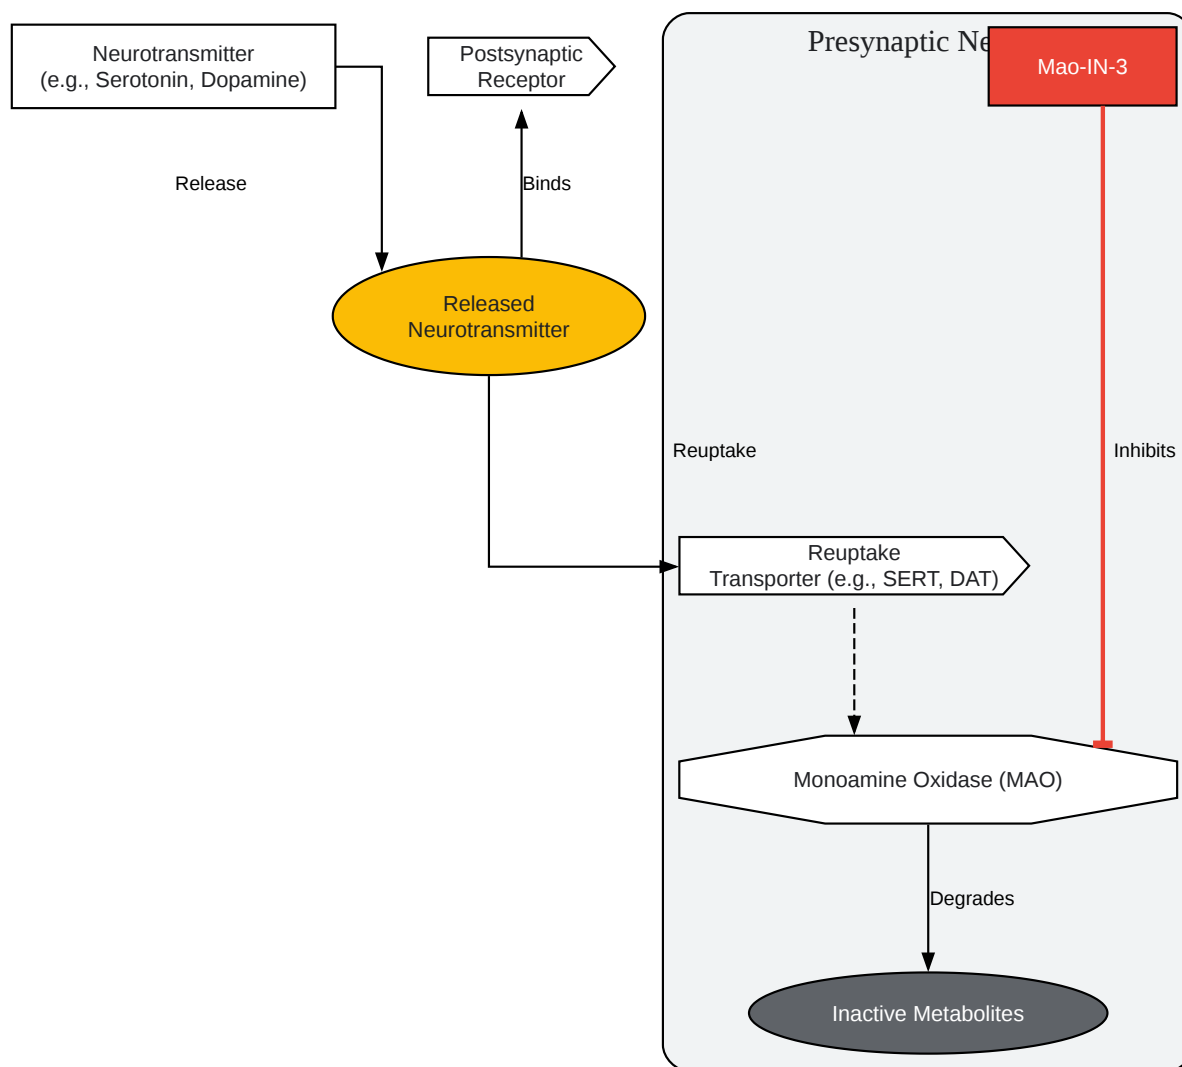 Neurotransmitter
(e.g., Serotonin, Dopamine)
Postsynaptic
Receptor
Presynaptic Ne
Mao-IN-3
Release
Binds
Released
Neurotransmitter
Reuptake
Inhibits
Reuptake
Transporter (e.g., SERT, DAT)
Monoamine Oxidase (MAO)
Degrades
Inactive Metabolites